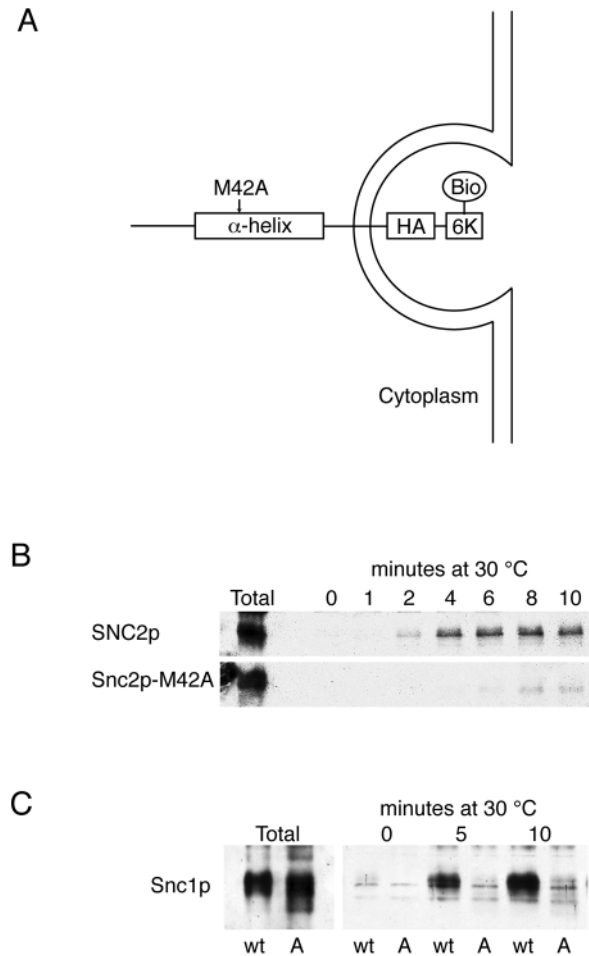 A
M42A
α-helix
HA
6K
Bio
Cytoplasm
B
minutes at 30 °C
Total 0 1 2 4 6 8 10
SNC2p
Snc2p-M42A
C
minutes at 30 °C
Total 0 5 10
Snc1p
wt A wt A wt A wt A